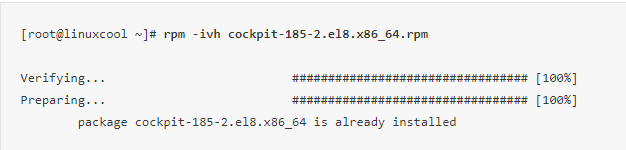 [root@linuxcool ~]# rpm -ivh cockpit-185-2.el8.x86_64.rpm
Verifying... ################################# [100%]
Preparing... ################################# [100%]
package cockpit-185-2.el8.x86_64 is already installed